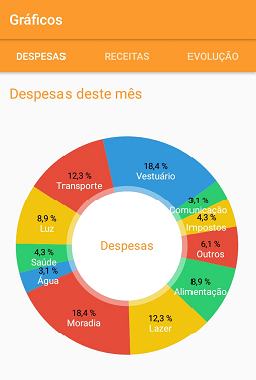 Gráficos
DESPESAS RECEITAS EVOLUÇÃO
Despesas deste mês
18,4 %
Vestuário
3,1 %
Comunicação
4,3 %
Impostos
6,1 %
Outros
8,9 %
Alimentação
12,3 %
Lazer
18,4 %
Moradia
3,1 %
Água
4,3 %
Saúde
8,9 %
Luz
12,3 %
Transporte
Despesas